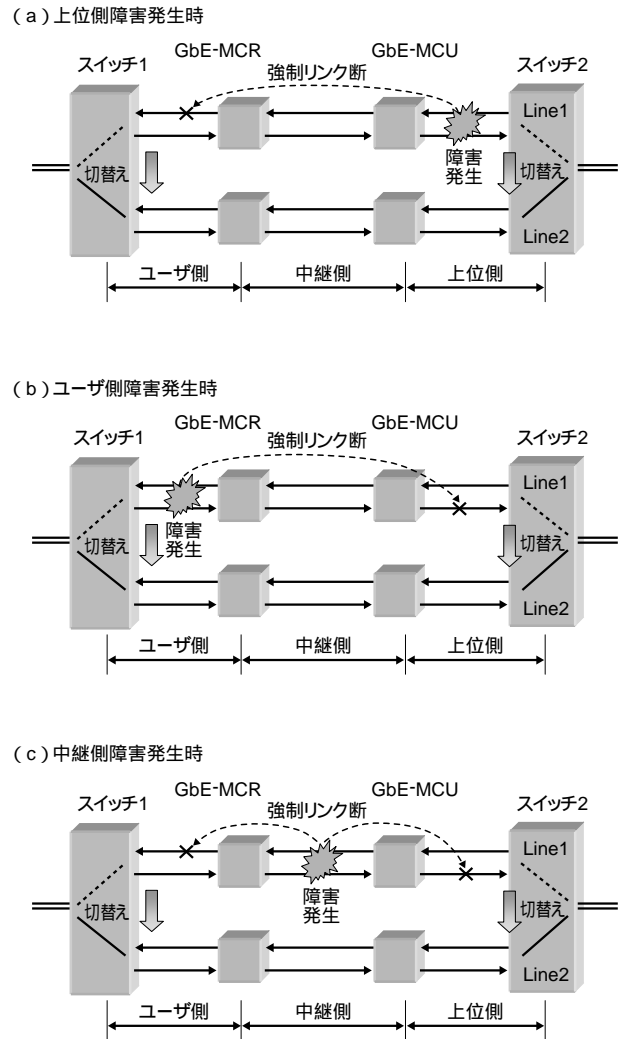 (a)上位側障害発生時
GbE-MCR GbE-MCU
スイッチ1 強制リンク断 スイッチ2
Line1
障害
発生
切替え 切替え
Line2
ユーザ側 中継側 上位側
(b)ユーザ側障害発生時
GbE-MCR GbE-MCU
スイッチ1 強制リンク断 スイッチ2
Line1
切替え 障害
発生 切替え
Line2
ユーザ側 中継側 上位側
(c)中継側障害発生時
GbE-MCR GbE-MCU
スイッチ1 強制リンク断 スイッチ2
Line1
障害
発生
切替え 切替え
Line2
ユーザ側 中継側 上位側